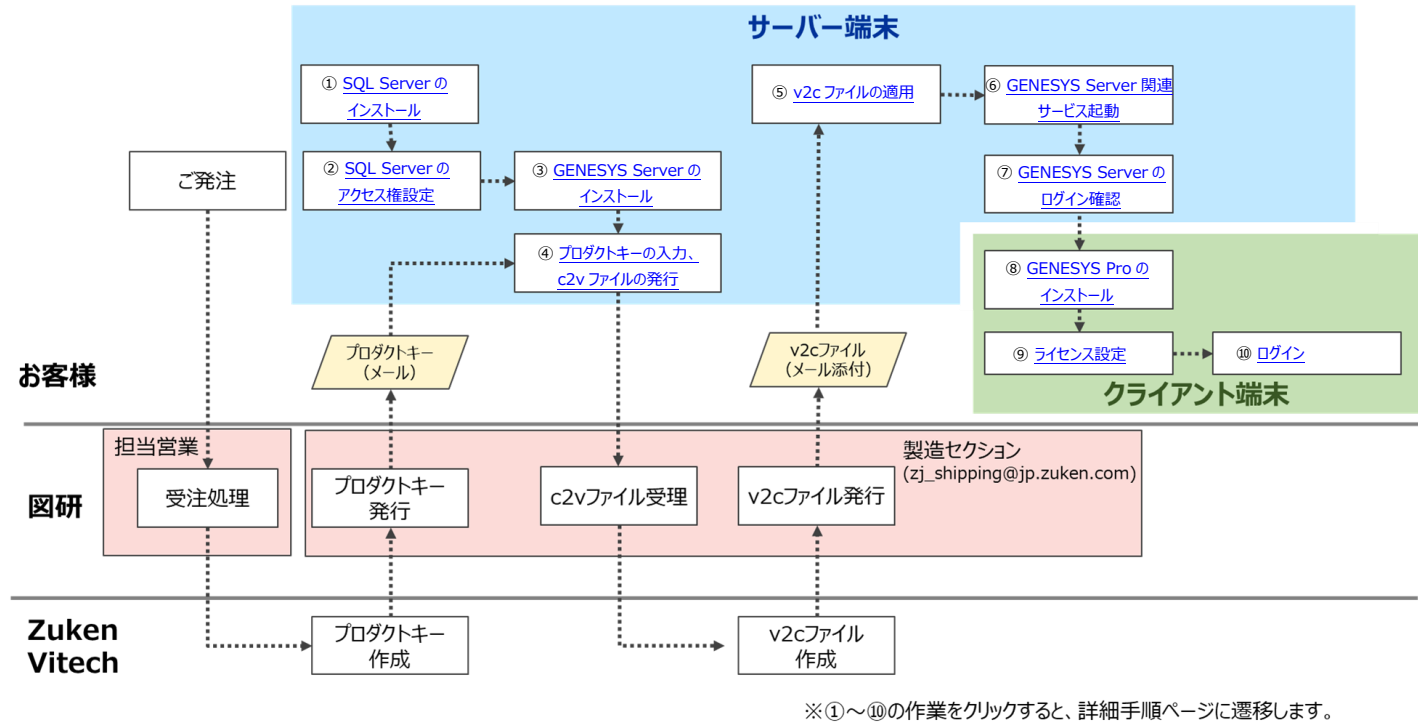 サーバー端末
① SQL Server の
インストール
② SQL Server の
アクセス権設定
③ GENESYS Server の
インストール
④ プロダクトキーの入力、
c2v ファイルの発行
⑤ v2c ファイルの適用
⑥ GENESYS Server 関連
サービス起動
⑦ GENESYS Server の
ログイン確認
⑧ GENESYS Pro の
インストール
⑨ ライセンス設定
⑩ ログイン
クライアント端末
ご発注
プロダクトキー
(メール)
v2cファイル
(メール添付)
お客様
担当営業
受注処理
プロダクトキー
発行
c2vファイル受理
v2cファイル発行
製造セクション
(zj_shipping@jp.zuken.com)
図研
Zuken
Vitech
プロダクトキー
作成
v2cファイル
作成
※①～⑩の作業をクリックすると、詳細手順ページに遷移します。